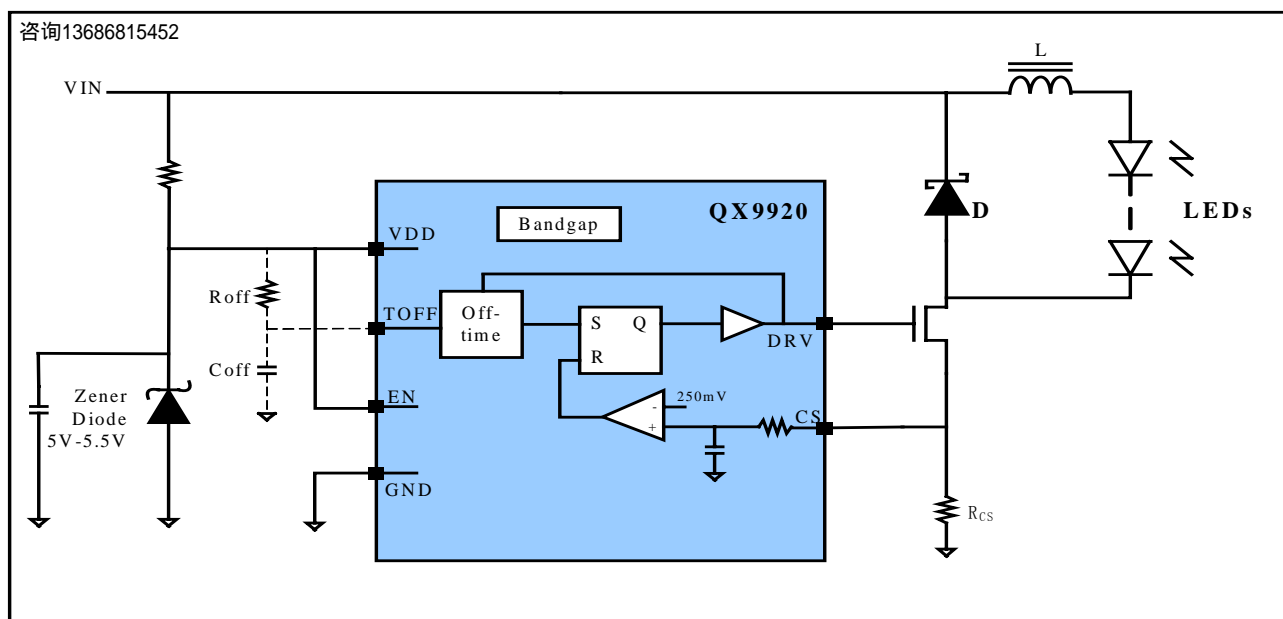 咨询13686815452
L
VIN
QX9920
Bandgap
D
LEDs
VDD
Roff
TOFF
Off-
time
S Q
R
DRV
Coff
Zener
Diode
5V-5.5V
EN
250mV
-
+
CS
GND
RCS